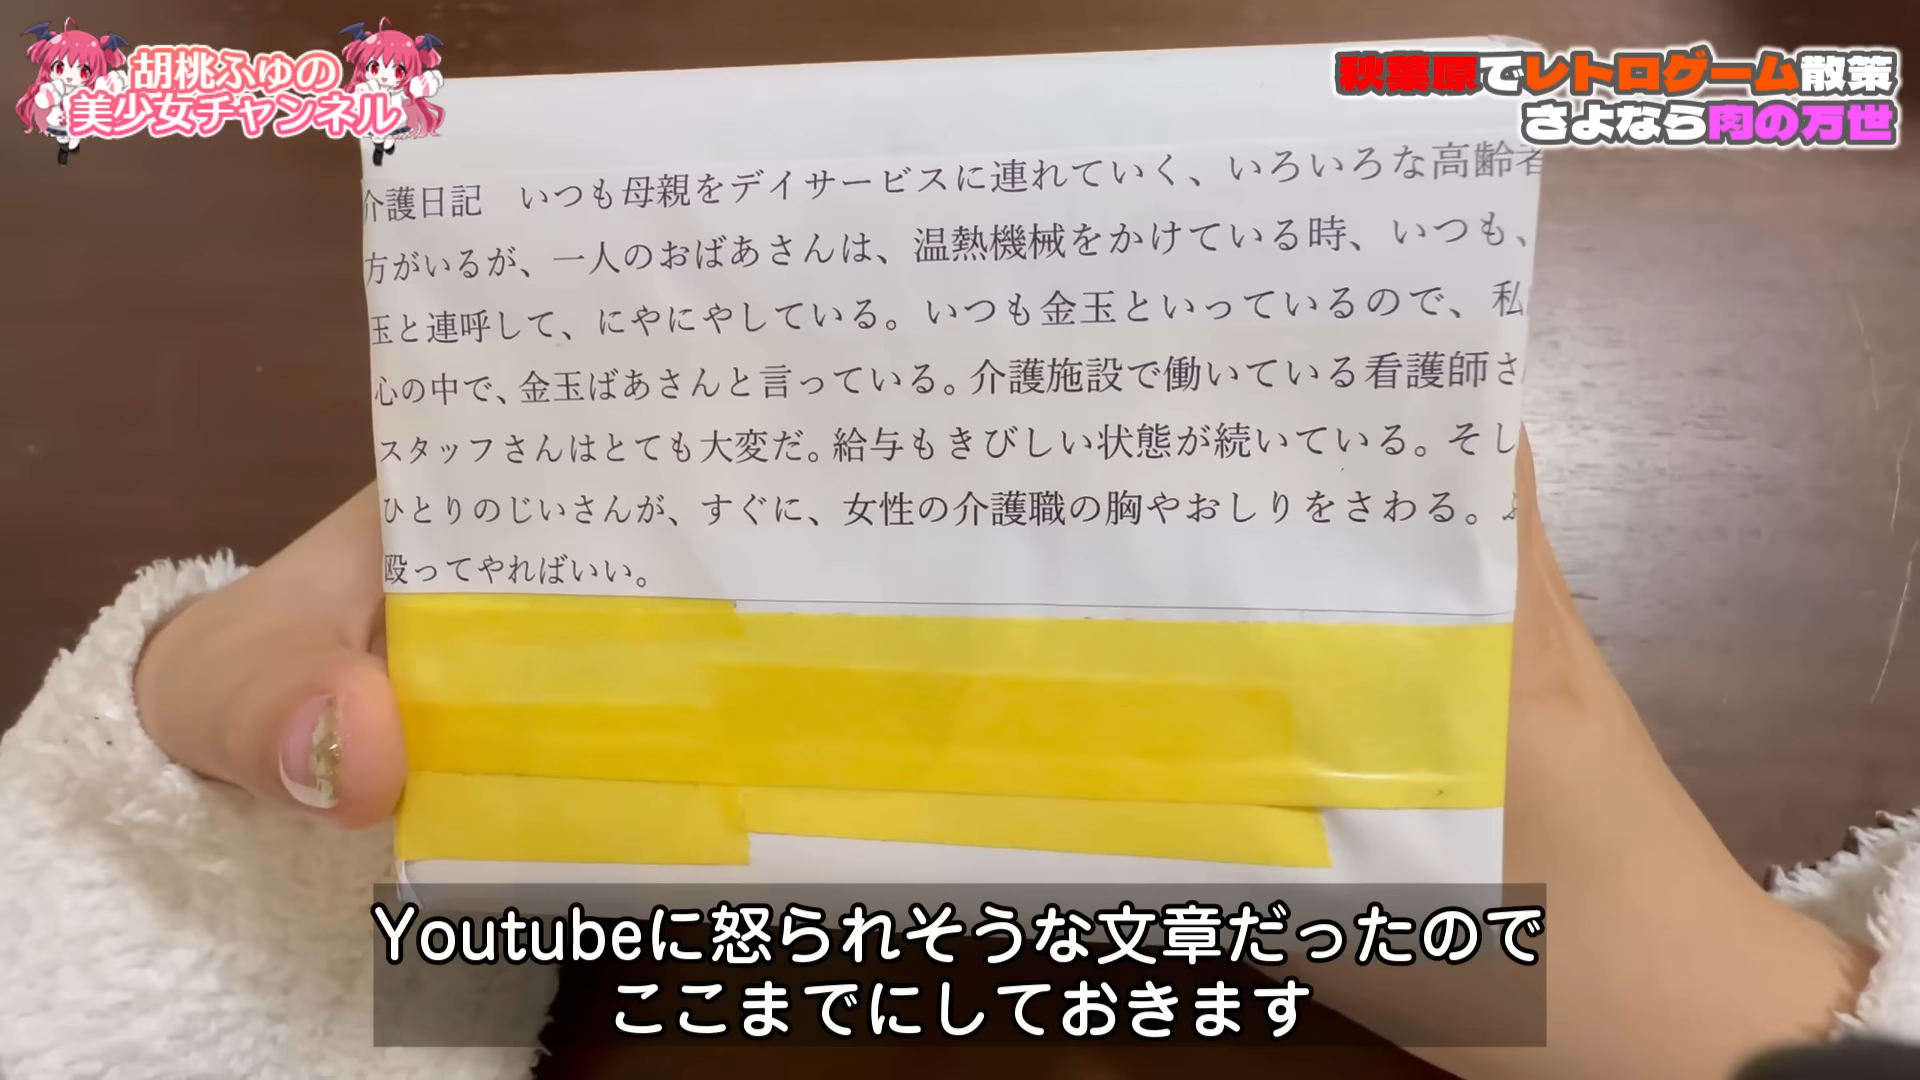 胡桃ふゅの
美少女チャンネル
秋葉原でレトロゲーム散策
さよなら肉の万世
介護日記　いつも母親をデイサービスに連れていく、いろいろな高齢者
方がいるが、一人のおばあさんは、温熱機械をかけている時、いつも、
玉と連呼して、にやにやしている。いつも金玉といっているので、私
心の中で、金玉ばあさんと言っている。介護施設で働いている看護師さ
スタッフさんはとても大変だ。給与もきびしい状態が続いている。そし
ひとりのじいさんが、すぐに、女性の介護職の胸やおしりをさわる。
殴ってやればいい。
Youtubeに怒られそうな文章だったので
ここまでにしておきます